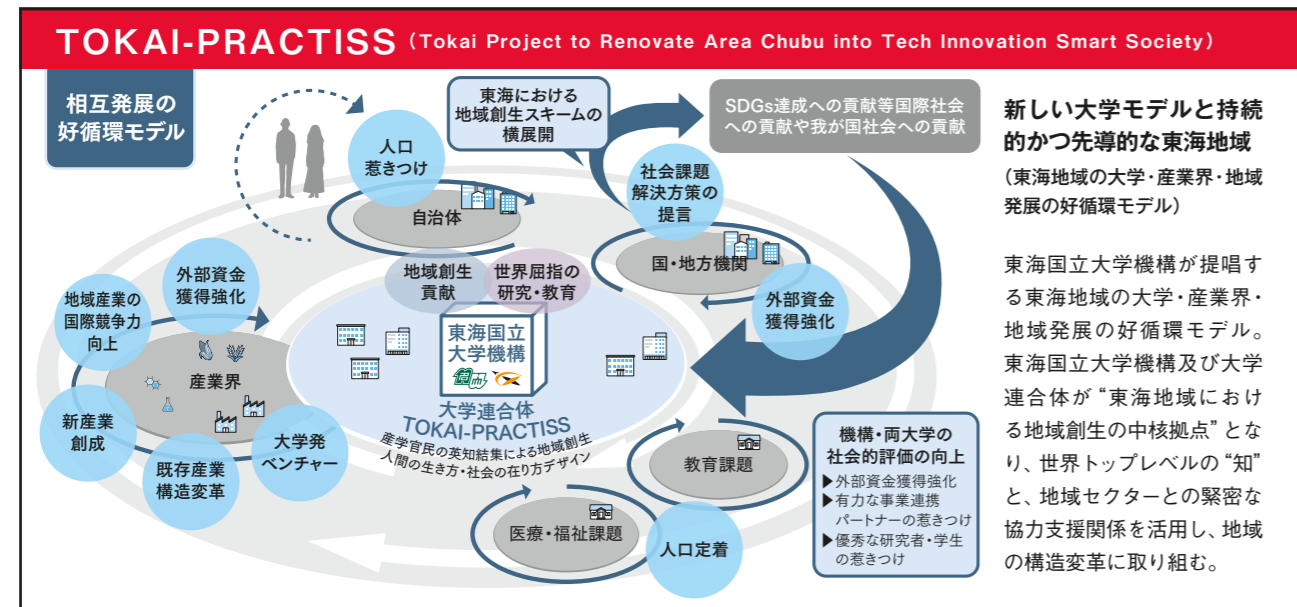 TOKAI-PRACTISS（Tokai Project to Renovate Area Chubu into Tech Innovation Smart Society）
相互発展の
好循環モデル
人口
惹きつけ
東海における
地域創生スキームの
横展開
SDGs達成への貢献等国際社会
への貢献や我が国社会への貢献
社会課題
解決方策の
提言
自治体
国・地方機関
外部資金
獲得強化
地域創生
貢献
世界屈指の
研究・教育
外部資金
獲得強化
地域産業の
国際競争力
向上
産業界
新産業
創成
既存産業
構造変革
大学発
ベンチャー
東海国立
大学機構
大学連合体
TOKAI-PRACTISS
産学官民の英知結集による地域創生
人間の生き方・社会の在り方デザイン
教育課題
医療・福祉課題
人口定着
機構・両大学の
社会的評価の向上
▶外部資金獲得強化
▶有力な事業連携
パートナーの惹きつけ
▶優秀な研究者・学生
の惹きつけ
新しい大学モデルと持続
的かつ先導的な東海地域
（東海地域の大学・産業界・地域
発展の好循環モデル）
東海国立大学機構が提唱す
る東海地域の大学・産業界・
地域発展の好循環モデル。
東海国立大学機構及び大学
連合体が“東海地域におけ
る地域創生の中核拠点”とな
り、世界トップレベルの“知”
と、地域セクターとの緊密な
協力支援関係を活用し、地域
の構造変革に取り組む。